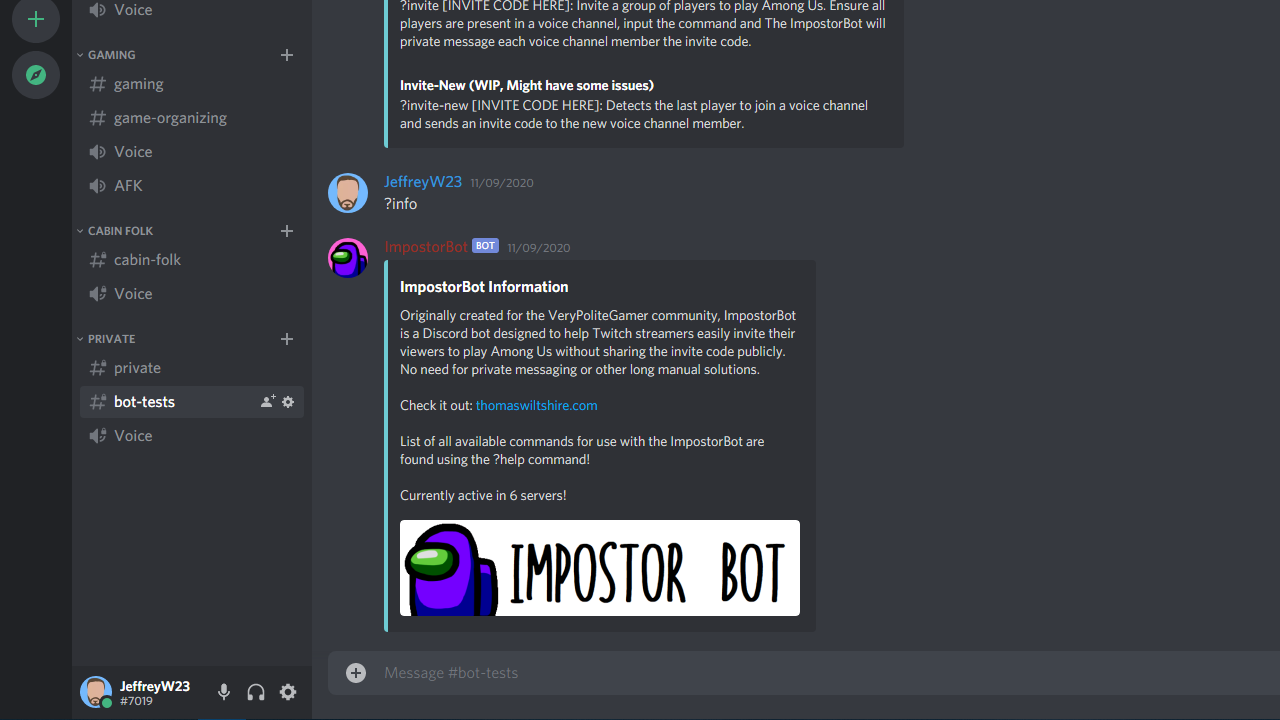 Voice
GAMING
gaming
game-organizing
Voice
AFK
CABIN FOLK
cabin-folk
Voice
PRIVATE
private
bot-tests
Voice
JeffreyW23
#7019
?invite [INVITE CODE HERE]: Invite a group of players to play Among Us. Ensure all
players are present in a voice channel, input the command and The ImpostorBot will
private message each voice channel member the invite code.
Invite-New (WIP, Might have some issues)
?invite-new [INVITE CODE HERE]: Detects the last player to join a voice channel
and sends an invite code to the new voice channel member.
JeffreyW23 11/09/2020
?info
ImpostorBot BOT 11/09/2020
ImpostorBot Information
Originally created for the VeryPoliteGamer community, ImpostorBot
is a Discord bot designed to help Twitch streamers easily invite their
viewers to play Among Us without sharing the invite code publicly.
No need for private messaging or other long manual solutions.
Check it out: thomaswiltshire.com
List of all available commands for use with the ImpostorBot are
found using the ?help command!
Currently active in 6 servers!
IMPOSTOR BOT
Message #bot-tests